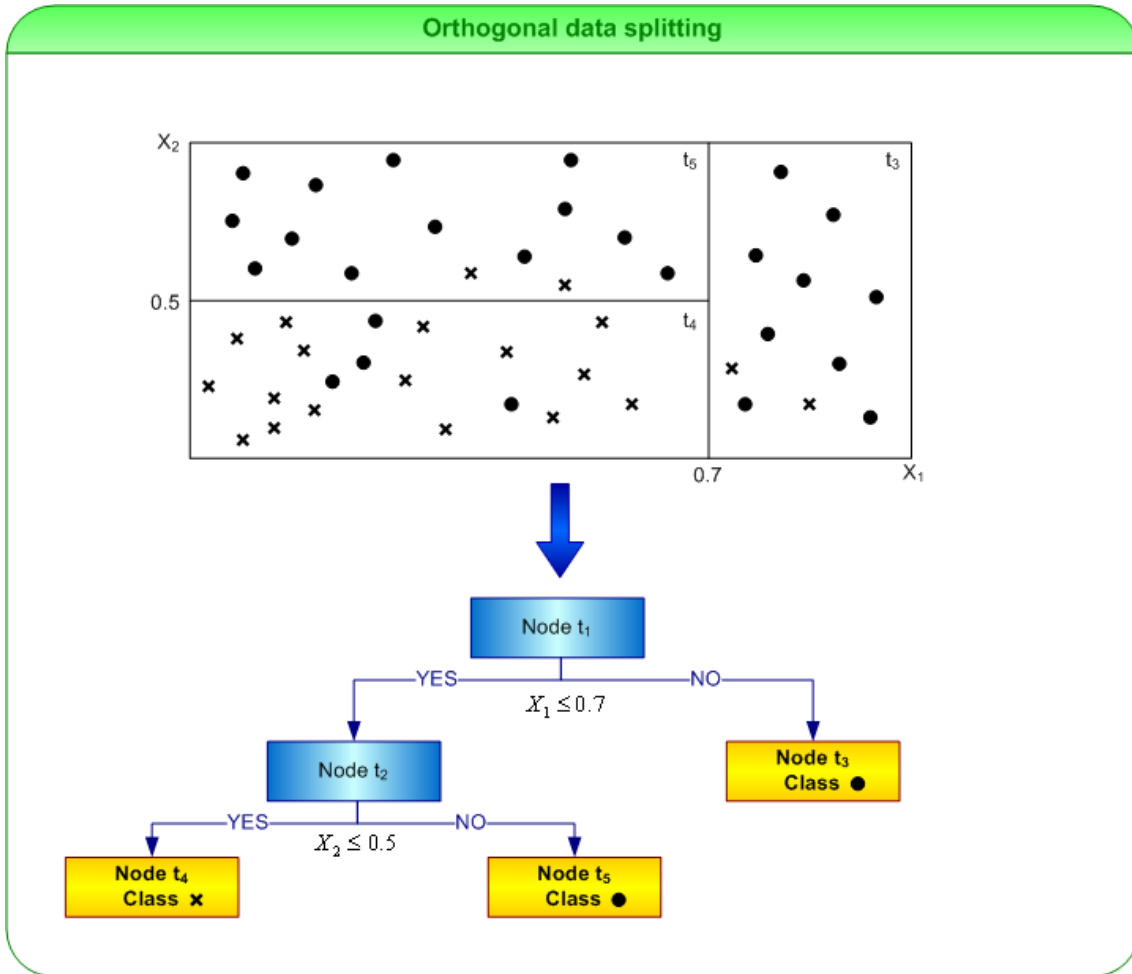 Orthogonal data splitting
X₂
t₅
t₃
0.5
t₄
0.7
X₁
Node t₁
YES
NO
X₁ ≤ 0.7
Node t₂
Node t₃
Class ●
YES
NO
X₂ ≤ 0.5
Node t₄
Class ×
Node t₅
Class ●